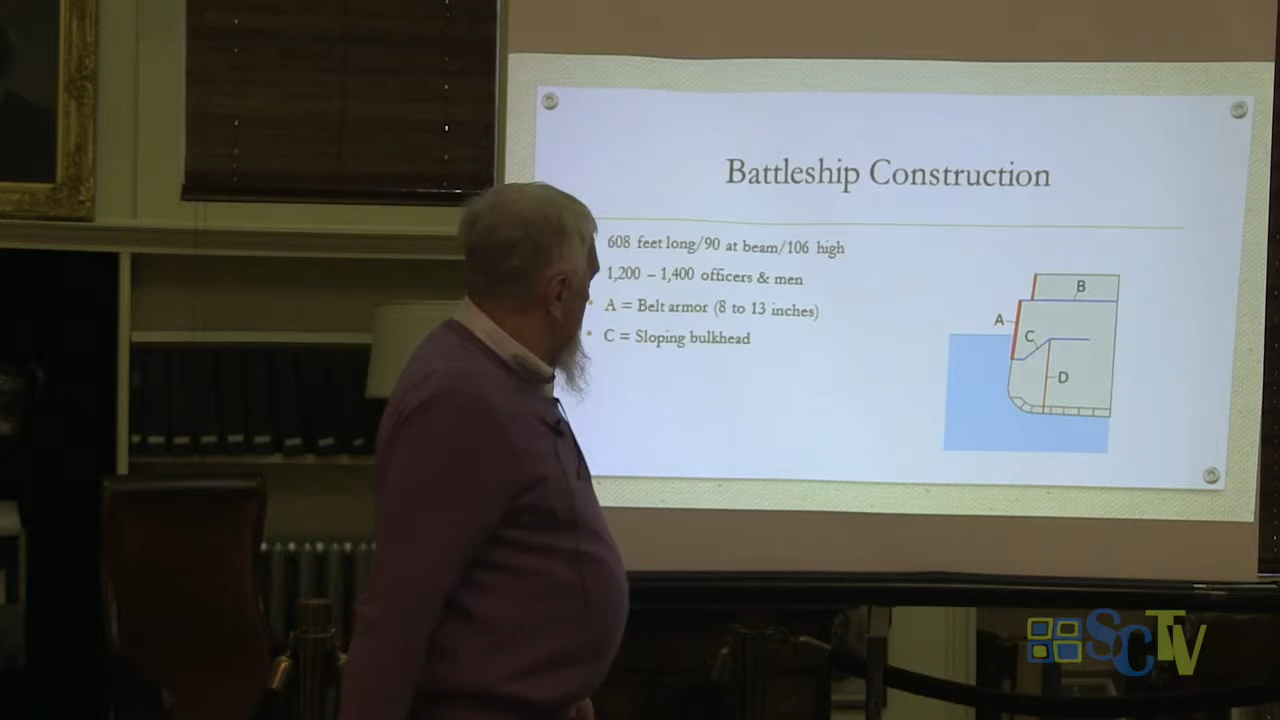 Battleship Construction
608 feet long/90 at beam/106 high
1,200 – 1,400 officers & men
A = Belt armor (8 to 13 inches)
C = Sloping bulkhead
B
A
C
D
SCTV